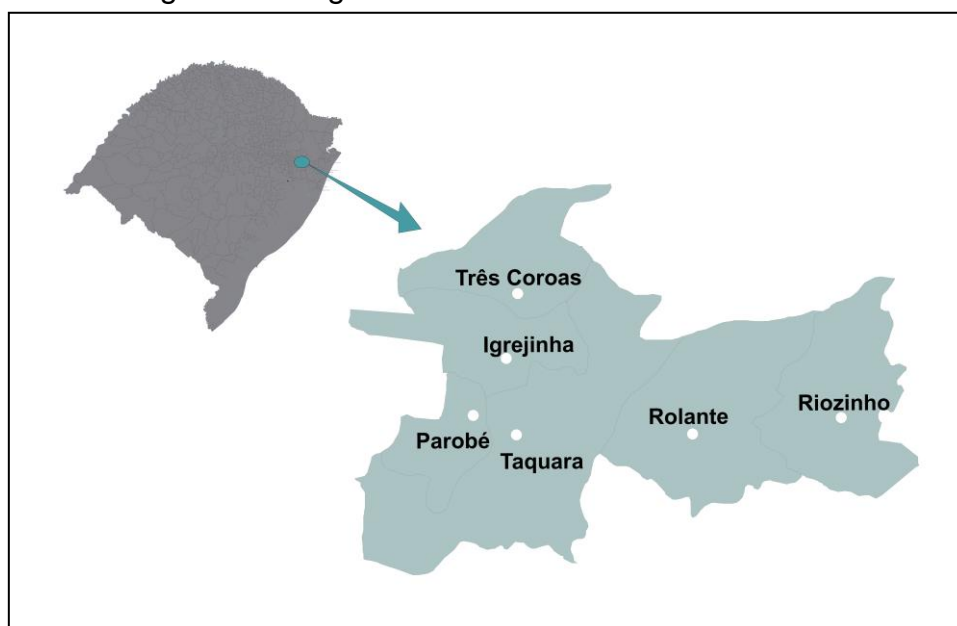 Três Coroas
Igrejinha
Parobé
Taquara
Rolante
Riozinho